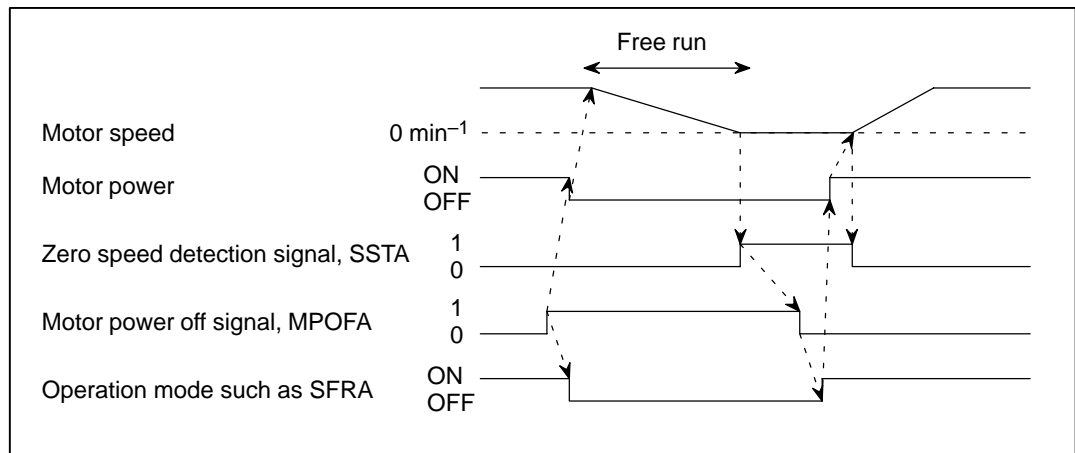 Free run
Motor speed 0 min⁻¹
Motor power ON
OFF
Zero speed detection signal, SSTA 1
0
Motor power off signal, MPOFA 1
0
Operation mode such as SFRA ON
OFF